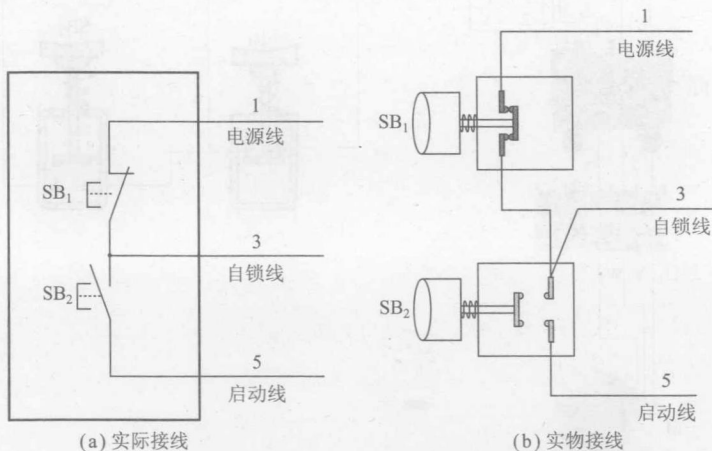 1
电源线
SB₁
3
自锁线
SB₂
5
启动线
(a) 实际接线
1
电源线
SB₁
3
自锁线
SB₂
5
启动线
(b) 实物接线